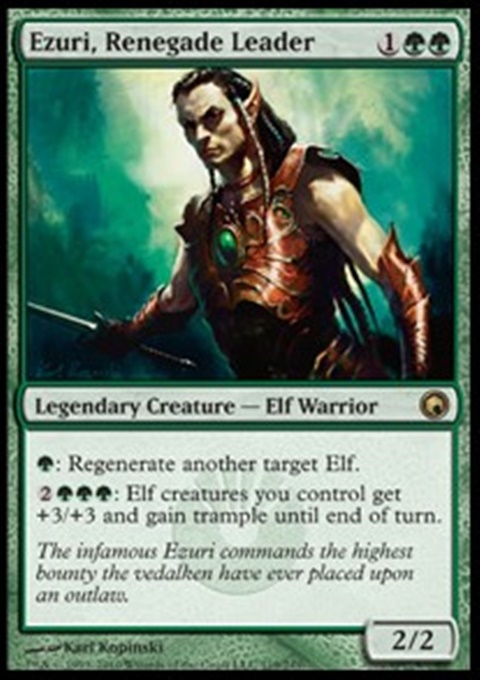 Ezuri, Renegade Leader 1
Legendary Creature — Elf Warrior
: Regenerate another target Elf.
2 : Elf creatures you control get
+3/+3 and gain trample until end of turn.
The infamous Ezuri commands the highest
bounty the vedalken have ever placed upon
an outlaw.
Karl Kopinski
2/2